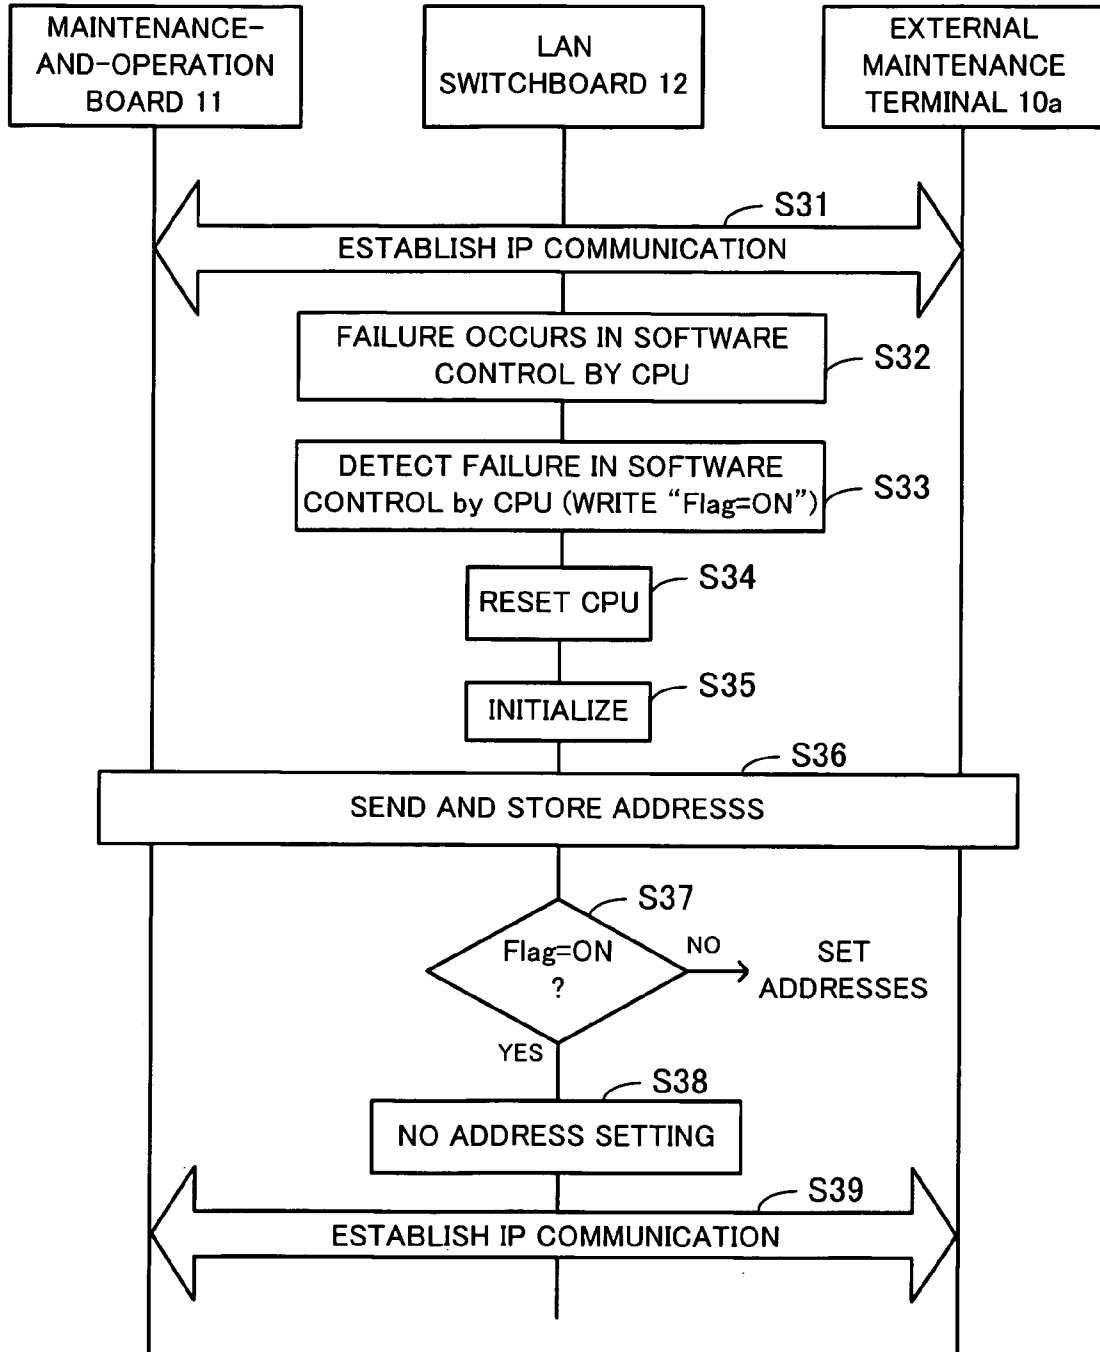 MAINTENANCE-
AND-OPERATION
BOARD 11
LAN
SWITCHBOARD 12
EXTERNAL
MAINTENANCE
TERMINAL 10a
S31
ESTABLISH IP COMMUNICATION
FAILURE OCCURS IN SOFTWARE
CONTROL BY CPU
S32
DETECT FAILURE IN SOFTWARE
CONTROL by CPU (WRITE “Flag=ON”)
S33
RESET CPU
S34
INITIALIZE
S35
S36
SEND AND STORE ADDRESSS
S37
Flag=ON
?
NO
SET
ADDRESSES
YES
S38
NO ADDRESS SETTING
S39
ESTABLISH IP COMMUNICATION